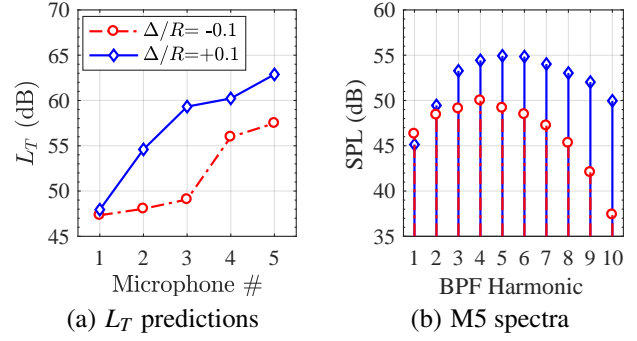 70
65
60
55
50
45
L_T (dB)
Δ/R= -0.1
Δ/R=+0.1
1 2 3 4 5
Microphone #
(a) L_T predictions
60
55
50
45
40
35
SPL (dB)
1 2 3 4 5 6 7 8 9 10
BPF Harmonic
(b) M5 spectra